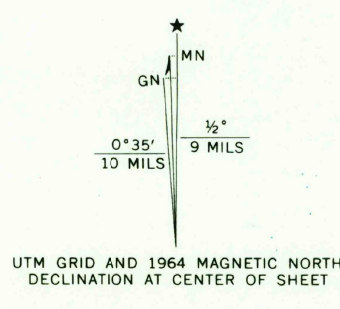 MN
GN
½°
9 MILS
0°35′
10 MILS
UTM GRID AND 1964 MAGNETIC NORTH
DECLINATION AT CENTER OF SHEET